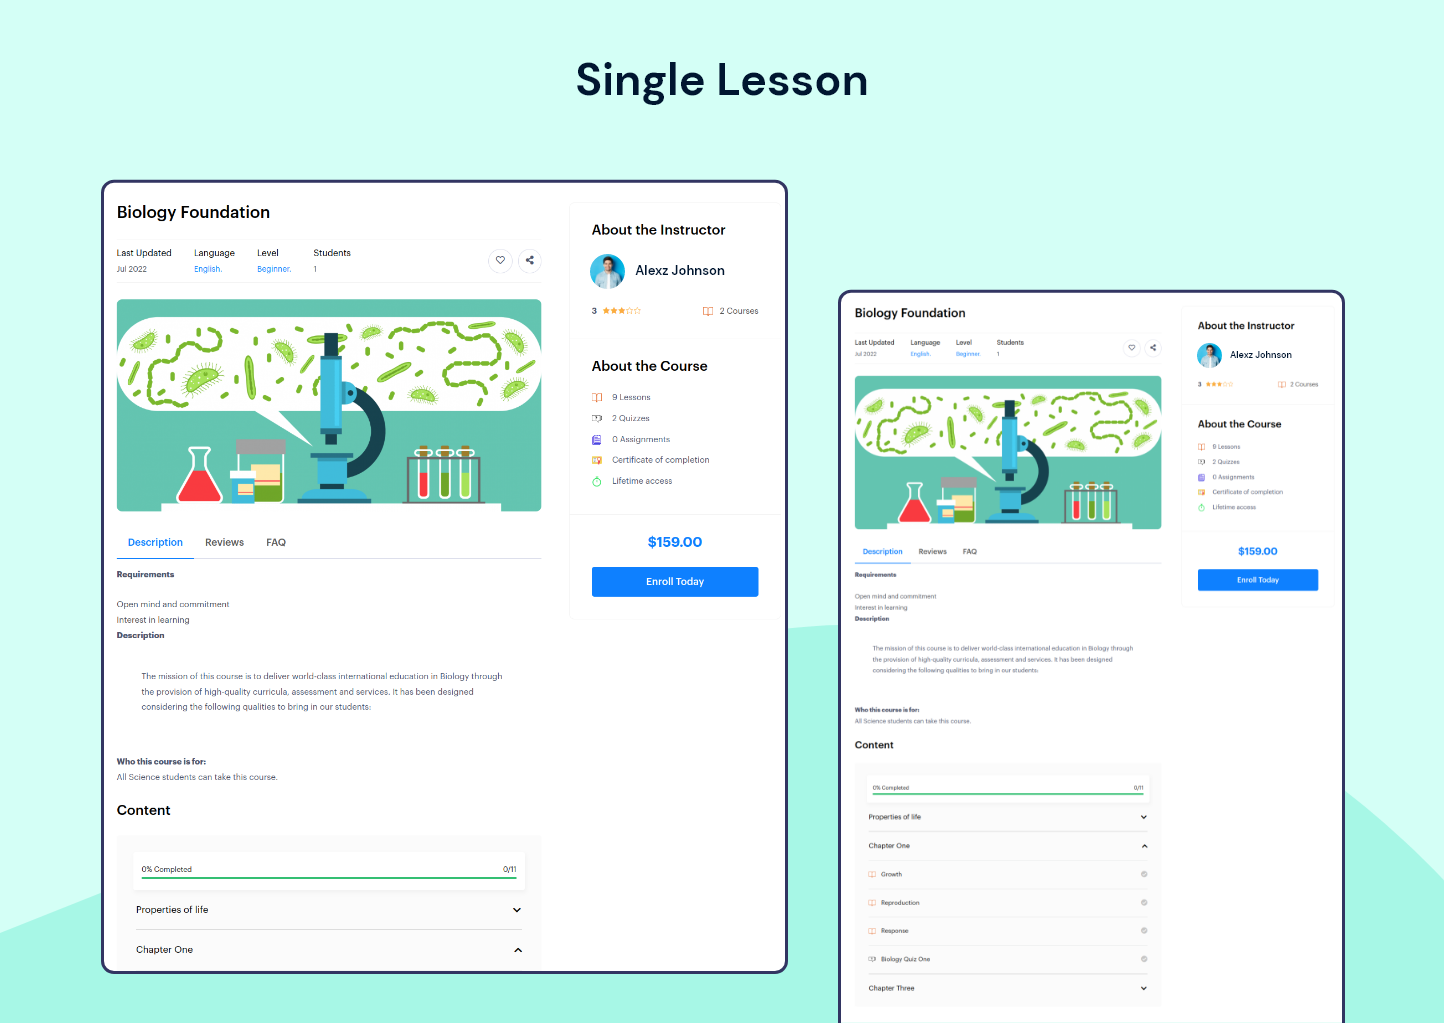 Single Lesson
Biology Foundation
Last Updated
Language
Level
Students
Jul 2022
English.
Beginner.
1
Description
Reviews
FAQ
Requirements
Open mind and commitment
Interest in learning
Description
The mission of this course is to deliver world-class international education in Biology through
the provision of high-quality curricula, assessment and services. It has been designed
considering the following qualities to bring in our students:
Who this course is for:
All Science students can take this course.
Content
0% Completed
0/11
Properties of life
Chapter One
About the Instructor
Alexz Johnson
3
2 Courses
About the Course
9 Lessons
2 Quizzes
0 Assignments
Certificate of completion
Lifetime access
$159.00
Enroll Today
Biology Foundation
Last Updated
Language
Level
Students
Jul 2022
English.
Beginner.
1
Description
Reviews
FAQ
Requirements
Open mind and commitment
Interest in learning
Description
The mission of this course is to deliver world-class international education in Biology through
the provision of high-quality curricula, assessment and services. It has been designed
considering the following qualities to bring in our students:
Who this course is for:
All Science students can take this course.
Content
0% Completed
0/11
Properties of life
Chapter One
Growth
Reproduction
Response
Biology Quiz One
Chapter Three
About the Instructor
Alexz Johnson
3
2 Courses
About the Course
9 Lessons
2 Quizzes
0 Assignments
Certificate of completion
Lifetime access
$159.00
Enroll Today